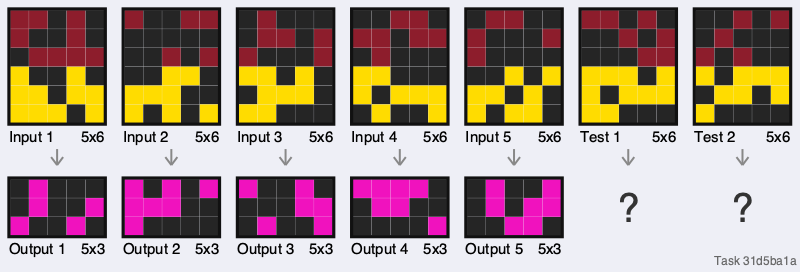 Input 1 5x6 Input 2 5x6 Input 3 5x6 Input 4 5x6 Input 5 5x6 Test 1 5x6 Test 2 5x6
? ?
Output 1 5x3 Output 2 5x3 Output 3 5x3 Output 4 5x3 Output 5 5x3
Task 31d5ba1a